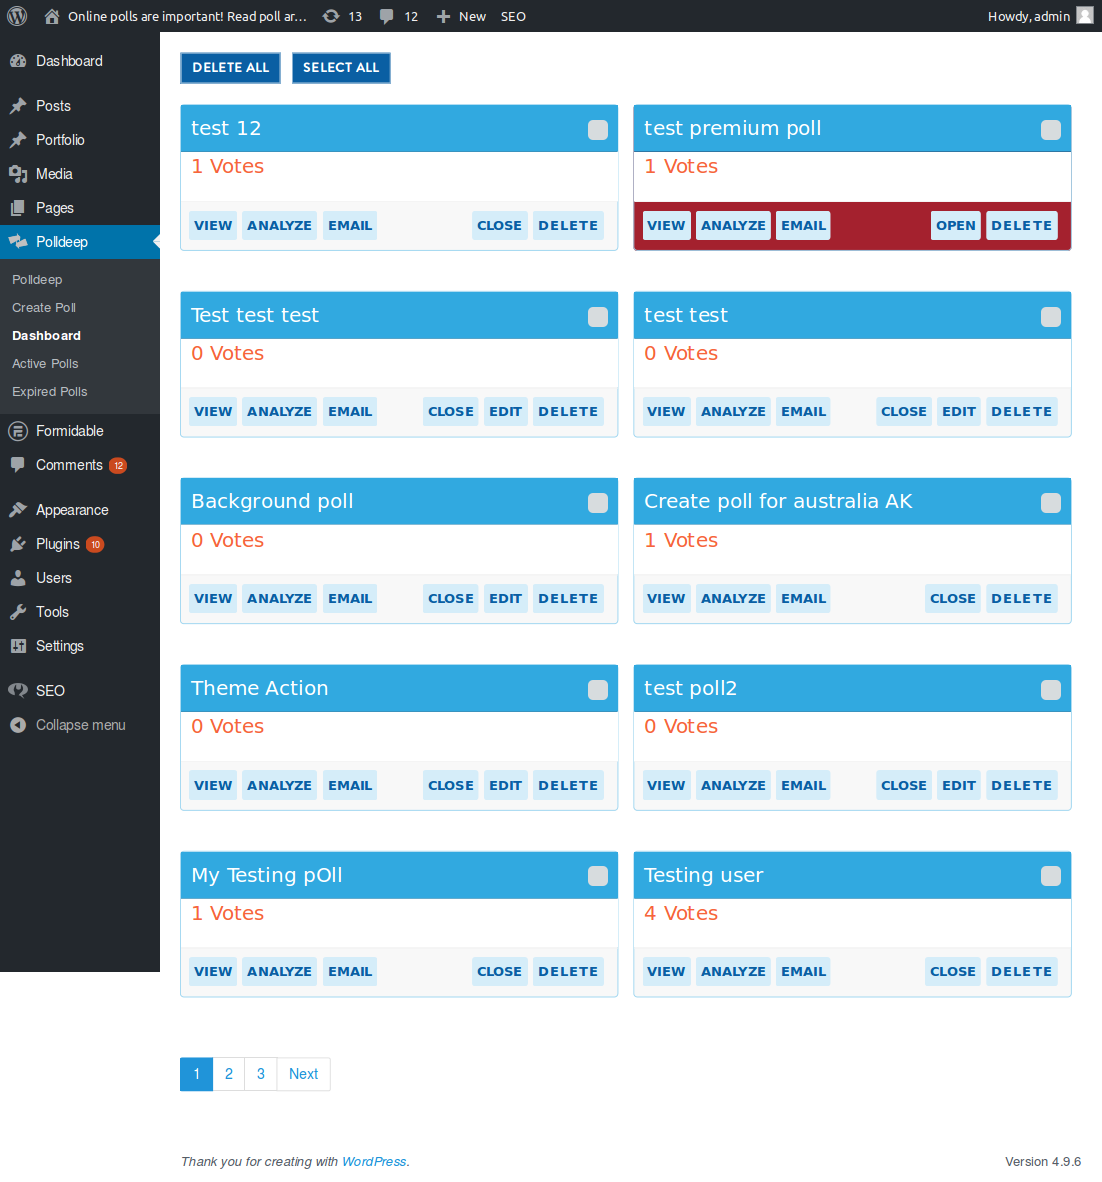 Online polls are important! Read poll ar... 13 12 New SEO Howdy, admin
Dashboard
Posts
Portfolio
Media
Pages
Polldeep
Polldeep
Create Poll
Dashboard
Active Polls
Expired Polls
Formidable
Comments 12
Appearance
Plugins 10
Users
Tools
Settings
SEO
Collapse menu
DELETE ALL SELECT ALL
test 12
1 Votes
VIEW ANALYZE EMAIL CLOSE DELETE
test premium poll
1 Votes
VIEW ANALYZE EMAIL OPEN DELETE
Test test test
0 Votes
VIEW ANALYZE EMAIL CLOSE EDIT DELETE
test test
0 Votes
VIEW ANALYZE EMAIL CLOSE EDIT DELETE
Background poll
0 Votes
VIEW ANALYZE EMAIL CLOSE EDIT DELETE
Create poll for australia AK
1 Votes
VIEW ANALYZE EMAIL CLOSE DELETE
Theme Action
0 Votes
VIEW ANALYZE EMAIL CLOSE EDIT DELETE
test poll2
0 Votes
VIEW ANALYZE EMAIL CLOSE EDIT DELETE
My Testing pOll
1 Votes
VIEW ANALYZE EMAIL CLOSE DELETE
Testing user
4 Votes
VIEW ANALYZE EMAIL CLOSE DELETE
1 2 3 Next
Thank you for creating with WordPress. Version 4.9.6